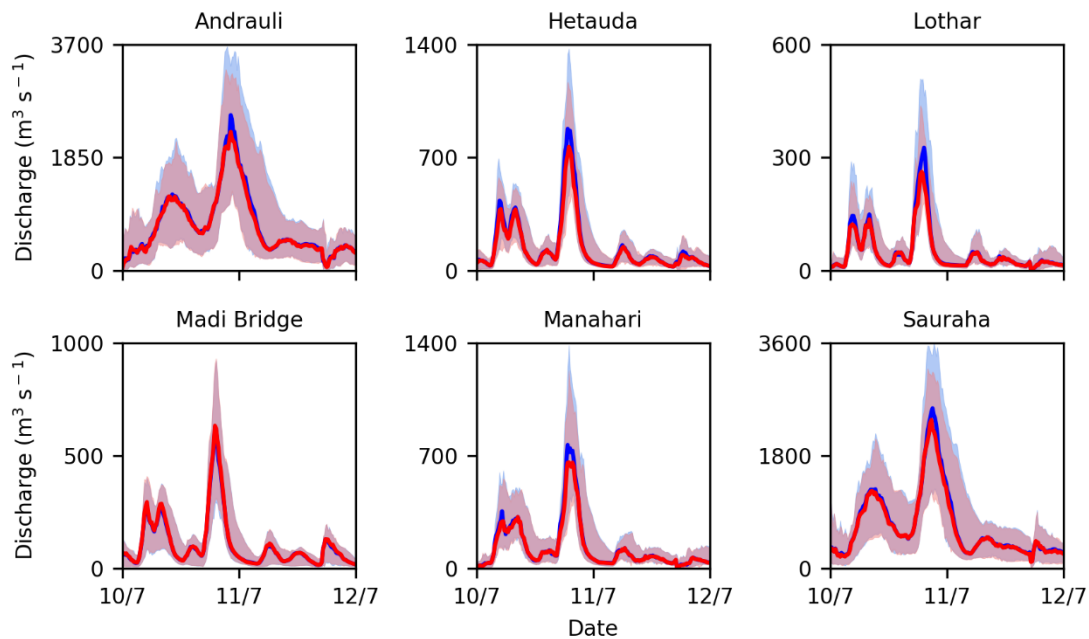 Andrauli
Hetauda
Lothar
Discharge (m³ s⁻¹)
3700
1850
0
1400
700
0
600
300
0
Madi Bridge
Manahari
Sauraha
Discharge (m³ s⁻¹)
1000
500
0
1400
700
0
3600
1800
0
10/7 11/7 12/7
10/7 11/7 12/7
10/7 11/7 12/7
Date